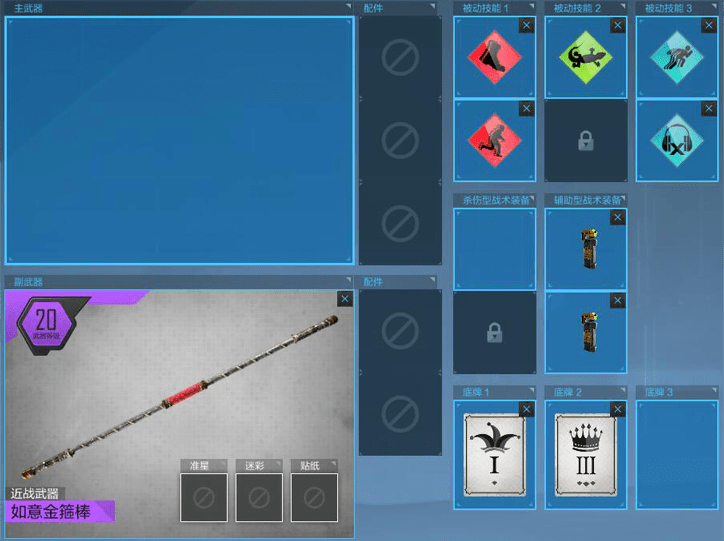 主武器
配件
被动技能 1
被动技能 2
被动技能 3
杀伤型战术装备
辅助型战术装备
副武器
配件
20
武器等级
准星
迷彩
贴纸
近战武器
如意金箍棒
底牌 1
底牌 2
底牌 3
I
III